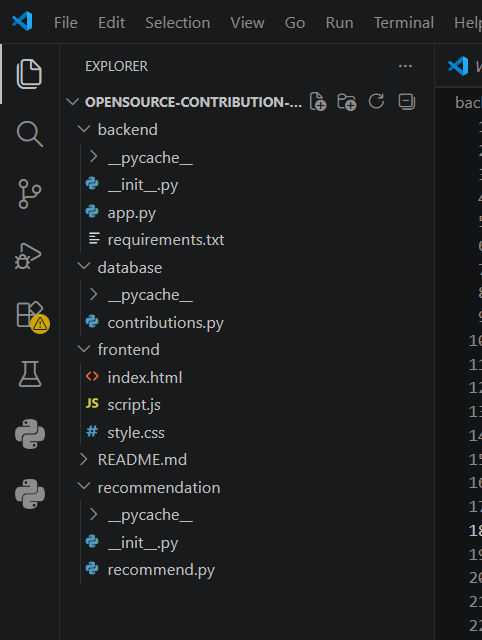 File Edit Selection View Go Run Terminal Help
EXPLORER ...
OPENSOURCE-CONTRIBUTION-...
backend
back
__pycache__
__init__.py
app.py
requirements.txt
database
__pycache__
contributions.py
frontend
<> index.html
JS script.js
# style.css
README.md
recommendation
__pycache__
__init__.py
recommend.py
1
2
3
4
5
6
7
8
9
10
11
12
13
14
15
16
17
18
19
20
21
22